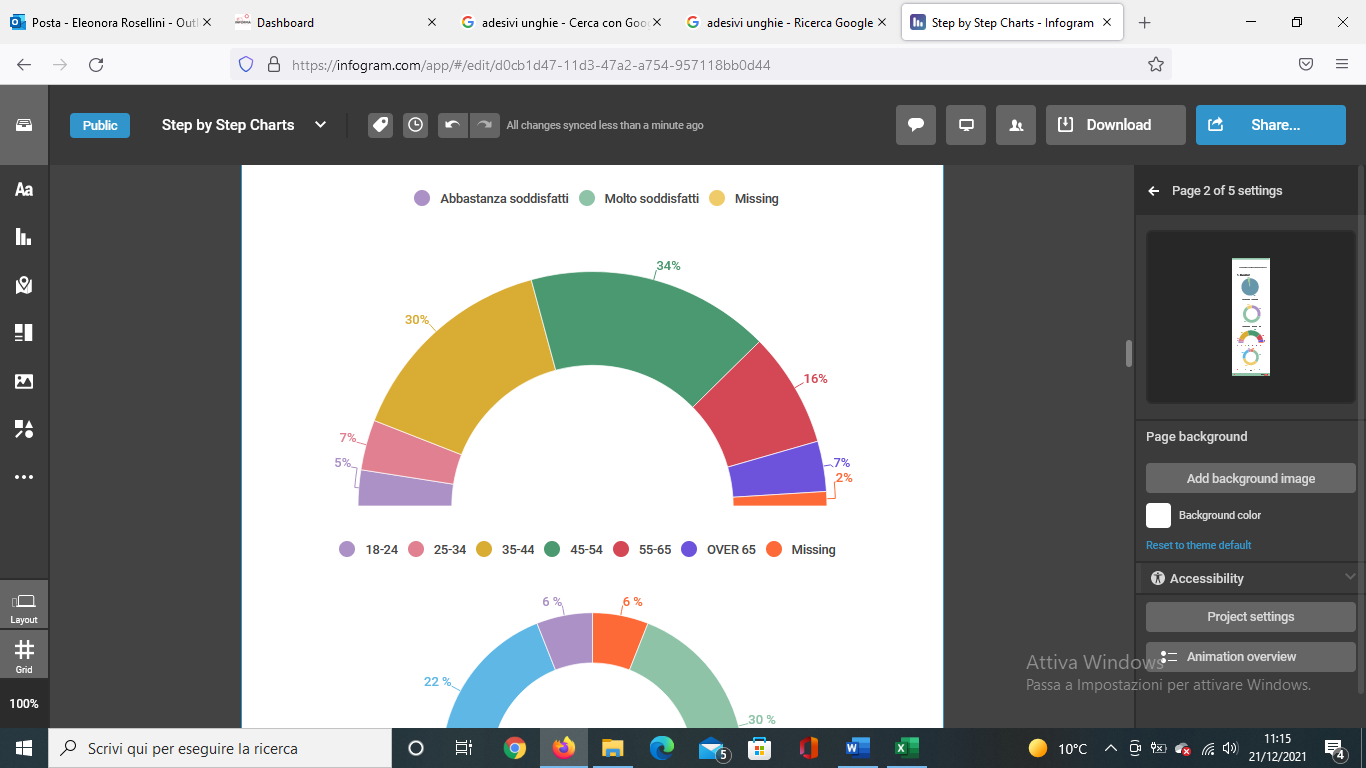 Posta - Eleonora Rosellini - Outl
Dashboard
adesivi unghie - Cerca con Goo
adesivi unghie - Ricerca Google
Step by Step Charts - Infogram
https://infogram.com/app/#/edit/d0cb1d47-11d3-47a2-a754-957118bb0d44
Public
Step by Step Charts
All changes synced less than a minute ago
Download
Share...
Aa
Layout
Grid
100%
Abbastanza soddisfatti Molto soddisfatti Missing
34%
30%
16%
7%
5%
7%
2%
18-24 25-34 35-44 45-54 55-65 OVER 65 Missing
6 % 6 %
22 %
30 %
Page 2 of 5 settings
Page background
Add background image
Background color
Reset to theme default
Accessibility
Project settings
Animation overview
Attiva Windows
Passa a Impostazioni per attivare Windows.
Scrivi qui per eseguire la ricerca
5
10°C
11:15
21/12/2021
4